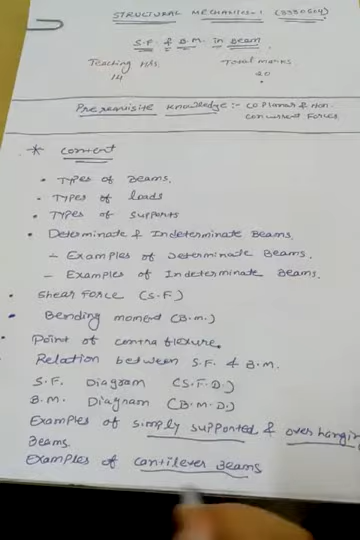 STRUCTURAL MECHANICS-I (3330604)
S.F. & B.M. in Beam
Teaching Hrs. Total marks
14 20
Prerequisite Knowledge :- coplanar & Non-
concurrent Forces
* Content
• Types of Beams.
• Types of loads
• Types of supports
• Determinate & Indeterminate Beams.
- Examples of Determinate Beams.
- Examples of Indeterminate Beams.
• Shear Force (S.F)
• Bending moment (B.m.)
• Point of contraflexure.
• Relation between S.F. & B.M.
S.F. Diagram (S.F.D.)
B.M. Diagram (B.M.D.)
Examples of simply supported & overhanging
Beams.
Examples of cantilever Beams